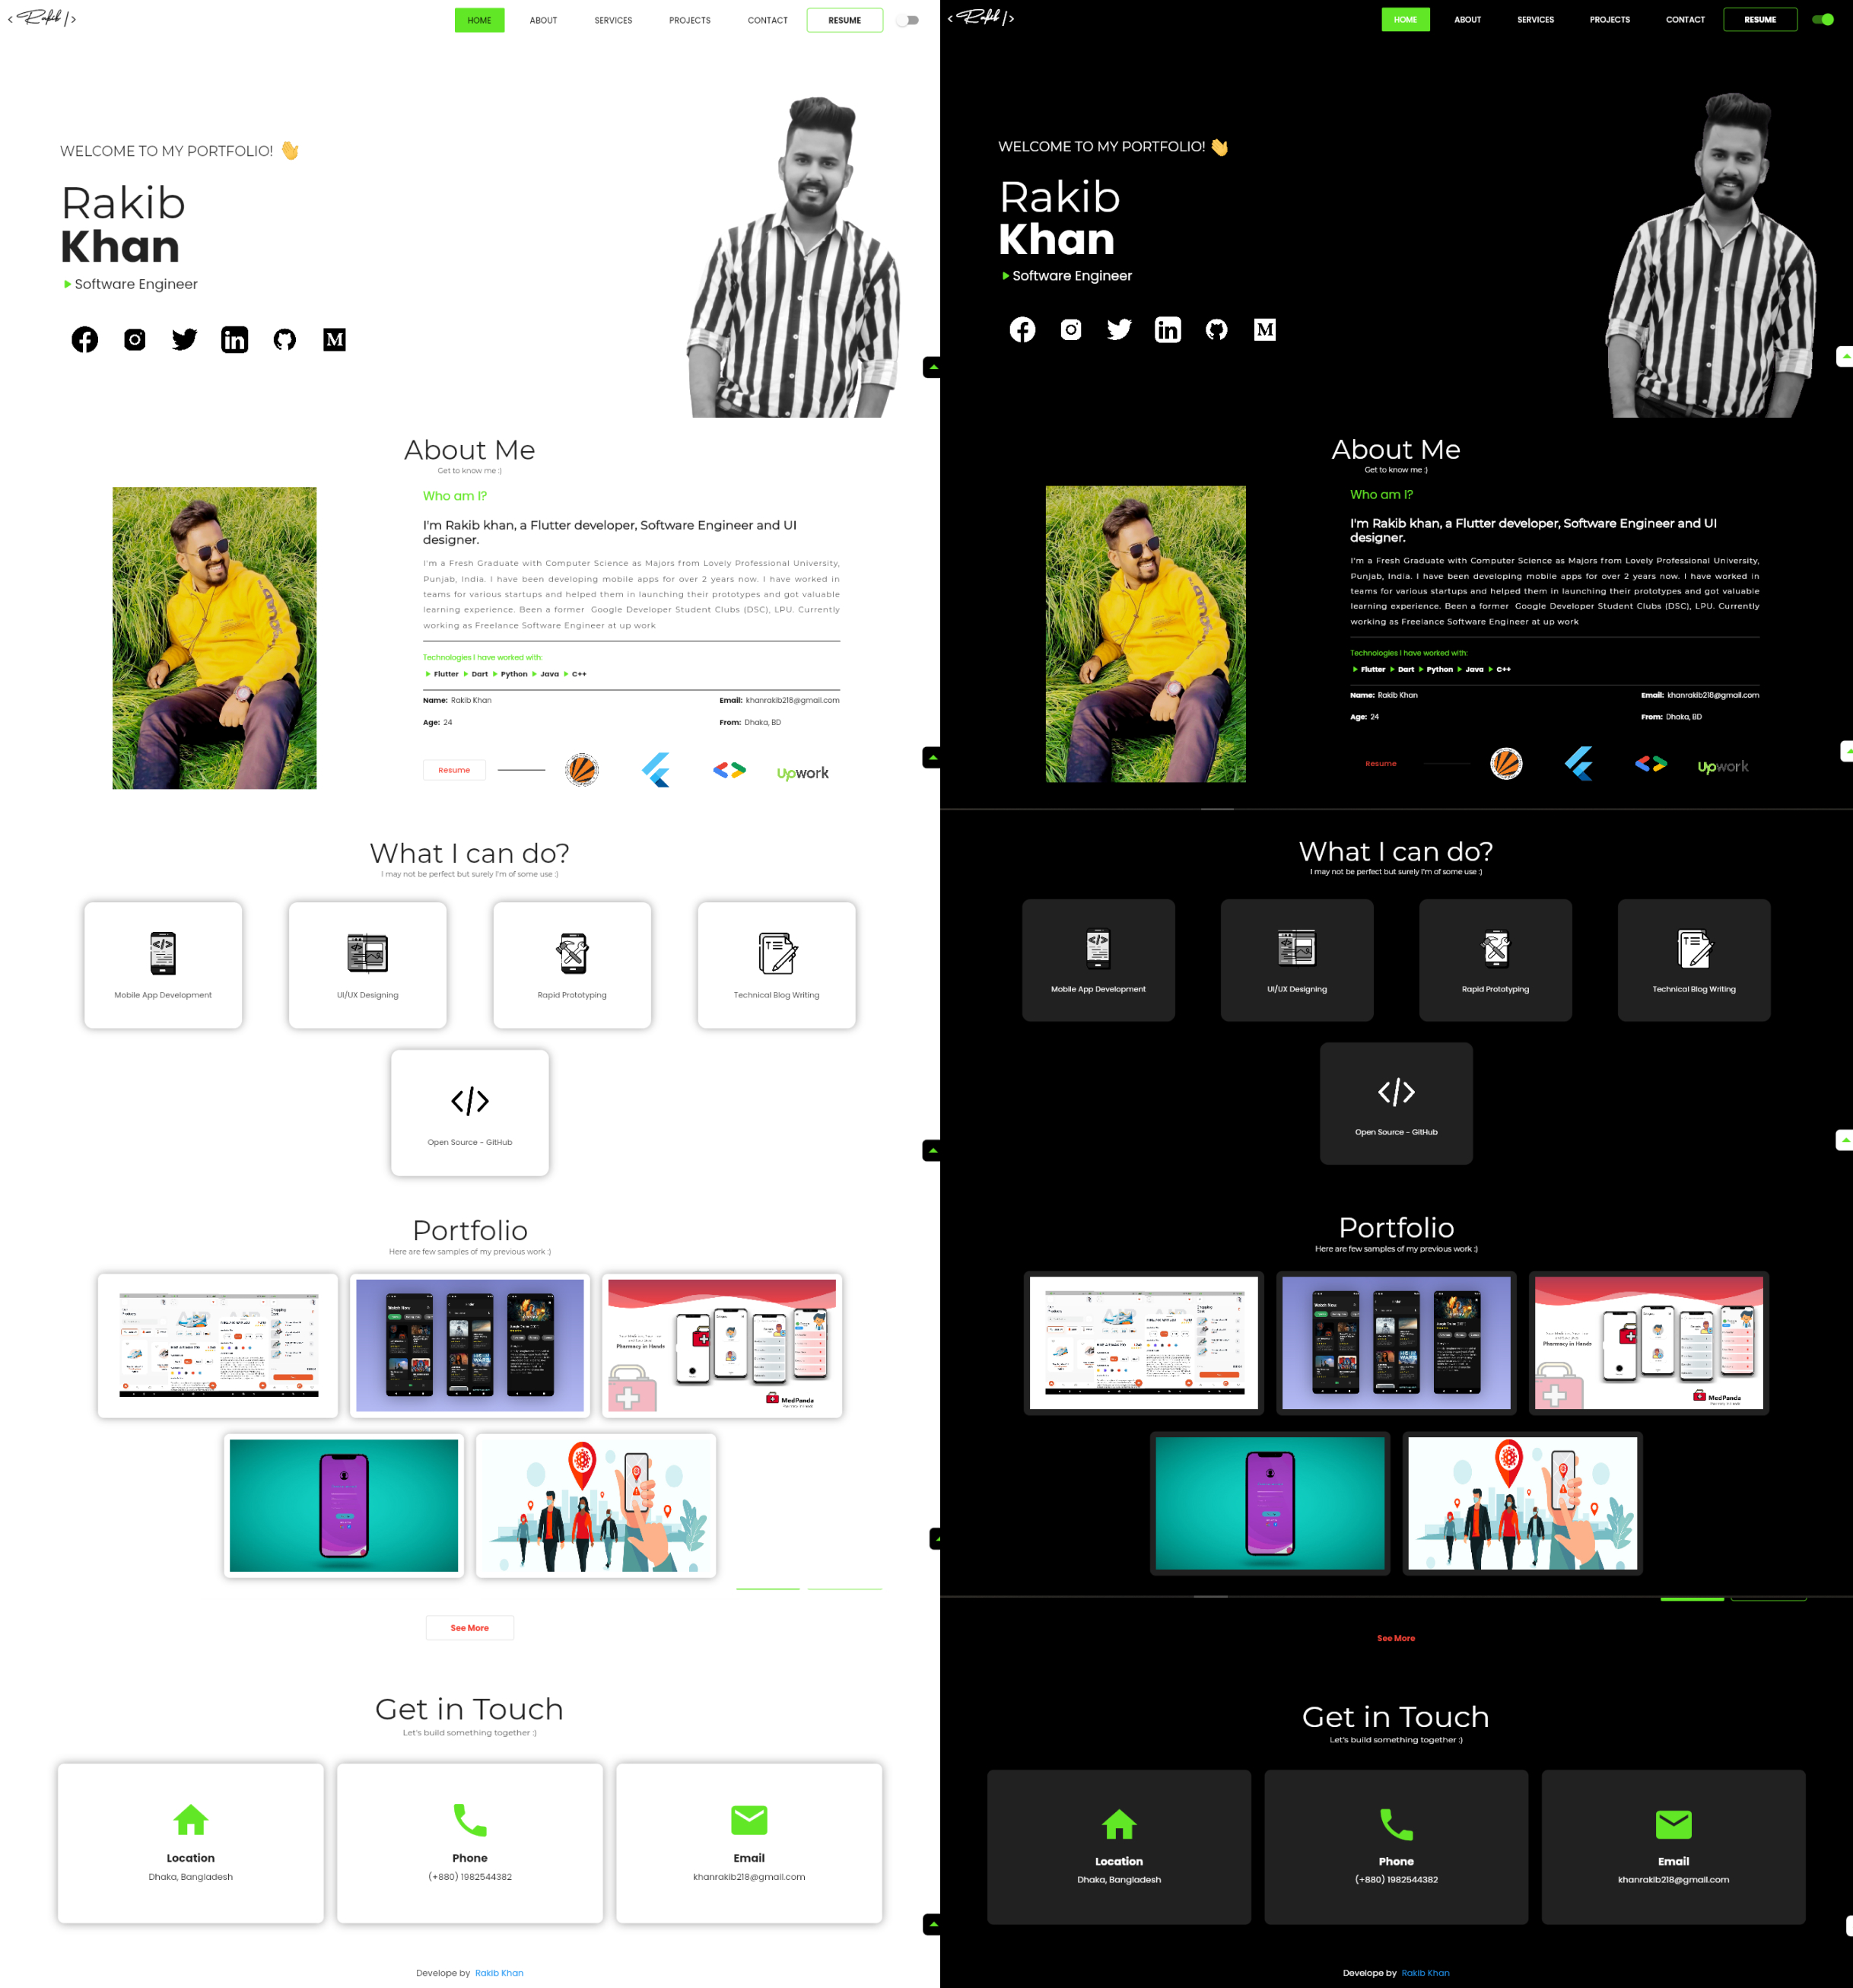 < Rakib />
HOME ABOUT SERVICES PROJECTS CONTACT RESUME
WELCOME TO MY PORTFOLIO! 👋
Rakib
Khan
Software Engineer
M
About Me
Get to know me :)
Who am I?
I'm Rakib khan, a Flutter developer, Software Engineer and UI
designer.
I'm a Fresh Graduate with Computer Science as Majors from Lovely Professional University,
Punjab, India. I have been developing mobile apps for over 2 years now. I have worked in
teams for various startups and helped them in launching their prototypes and got valuable
learning experience. Been a former Google Developer Student Clubs (DSC), LPU. Currently
working as Freelance Software Engineer at up work
Technologies I have worked with:
Flutter Dart Python Java C++
Name: Rakib Khan Email: khanrakib218@gmail.com
Age: 24 From: Dhaka, BD
Resume Upwork
What I can do?
I may not be perfect but surely I'm of some use :)
Mobile App Development UI/UX Designing Rapid Prototyping Technical Blog Writing
Open Source - GitHub
Portfolio
Here are few samples of my previous work :)
Pharmacy in Hands
MedPanda
See More
Get in Touch
Let's build something together :)
Location Phone Email
Dhaka, Bangladesh (+880) 1982544382 khanrakib218@gmail.com
Develope by Rakib Khan
< Rakib />
HOME ABOUT SERVICES PROJECTS CONTACT RESUME
WELCOME TO MY PORTFOLIO! 👋
Rakib
Khan
Software Engineer
M
About Me
Get to know me :)
Who am I?
I'm Rakib khan, a Flutter developer, Software Engineer and UI
designer.
I'm a Fresh Graduate with Computer Science as Majors from Lovely Professional University,
Punjab, India. I have been developing mobile apps for over 2 years now. I have worked in
teams for various startups and helped them in launching their prototypes and got valuable
learning experience. Been a former Google Developer Student Clubs (DSC), LPU. Currently
working as Freelance Software Engineer at up work
Technologies I have worked with:
Flutter Dart Python Java C++
Name: Rakib Khan Email: khanrakib218@gmail.com
Age: 24 From: Dhaka, BD
Resume Upwork
What I can do?
I may not be perfect but surely I'm of some use :)
Mobile App Development UI/UX Designing Rapid Prototyping Technical Blog Writing
Open Source - GitHub
Portfolio
Here are few samples of my previous work :)
Pharmacy in Hands
MedPanda
See More
Get in Touch
Let's build something together :)
Location Phone Email
Dhaka, Bangladesh (+880) 1982544382 khanrakib218@gmail.com
Develope by Rakib Khan